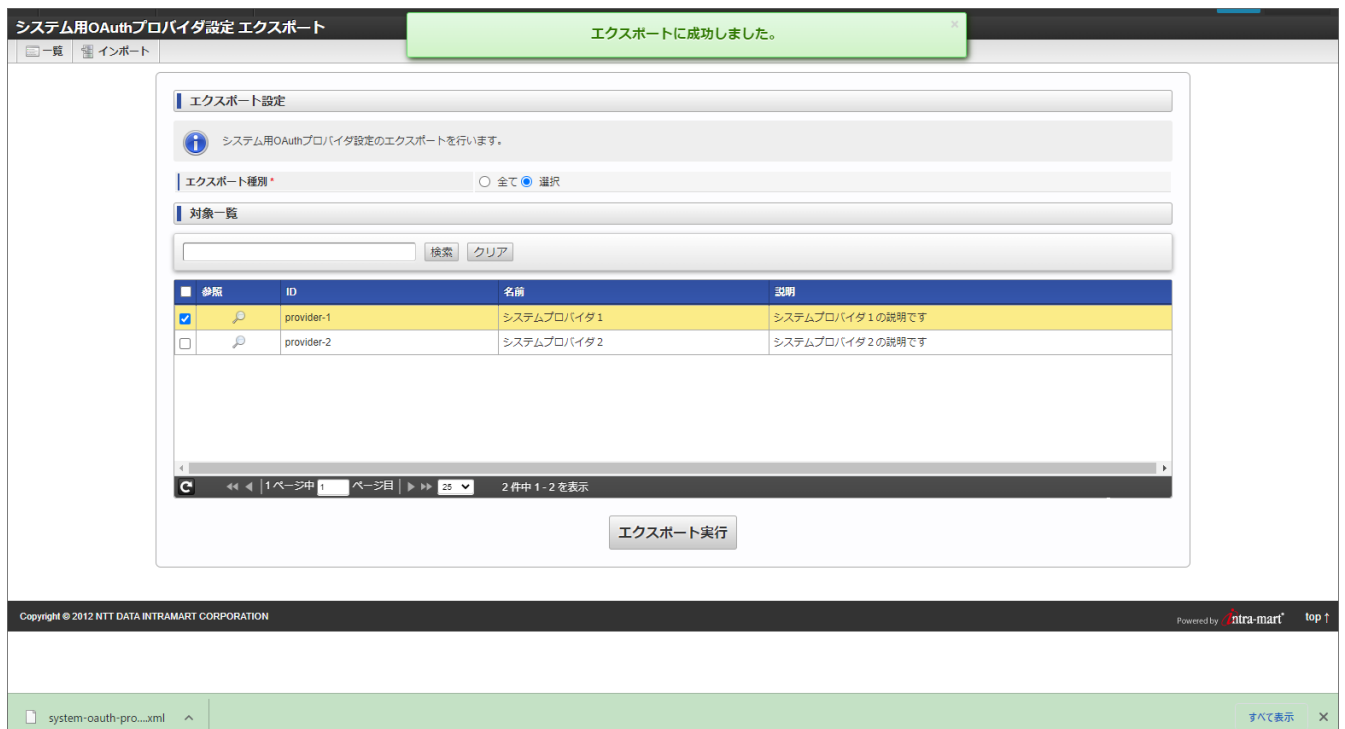 システム用OAuthプロバイダ設定 エクスポート
エクスポートに成功しました。 ×
一覧 インポート
エクスポート設定
システム用OAuthプロバイダ設定のエクスポートを行います。
エクスポート種別* 全て 選択
対象一覧
検索 クリア
参照 ID 名前 説明
provider-1 システムプロバイダ1 システムプロバイダ1の説明です
provider-2 システムプロバイダ2 システムプロバイダ2の説明です
1ページ中 1 ページ目 25 2件中 1 - 2 を表示
エクスポート実行
Copyright © 2012 NTT DATA INTRAMART CORPORATION Powered by intra-mart top↑
system-oauth-pro....xml すべて表示 ×